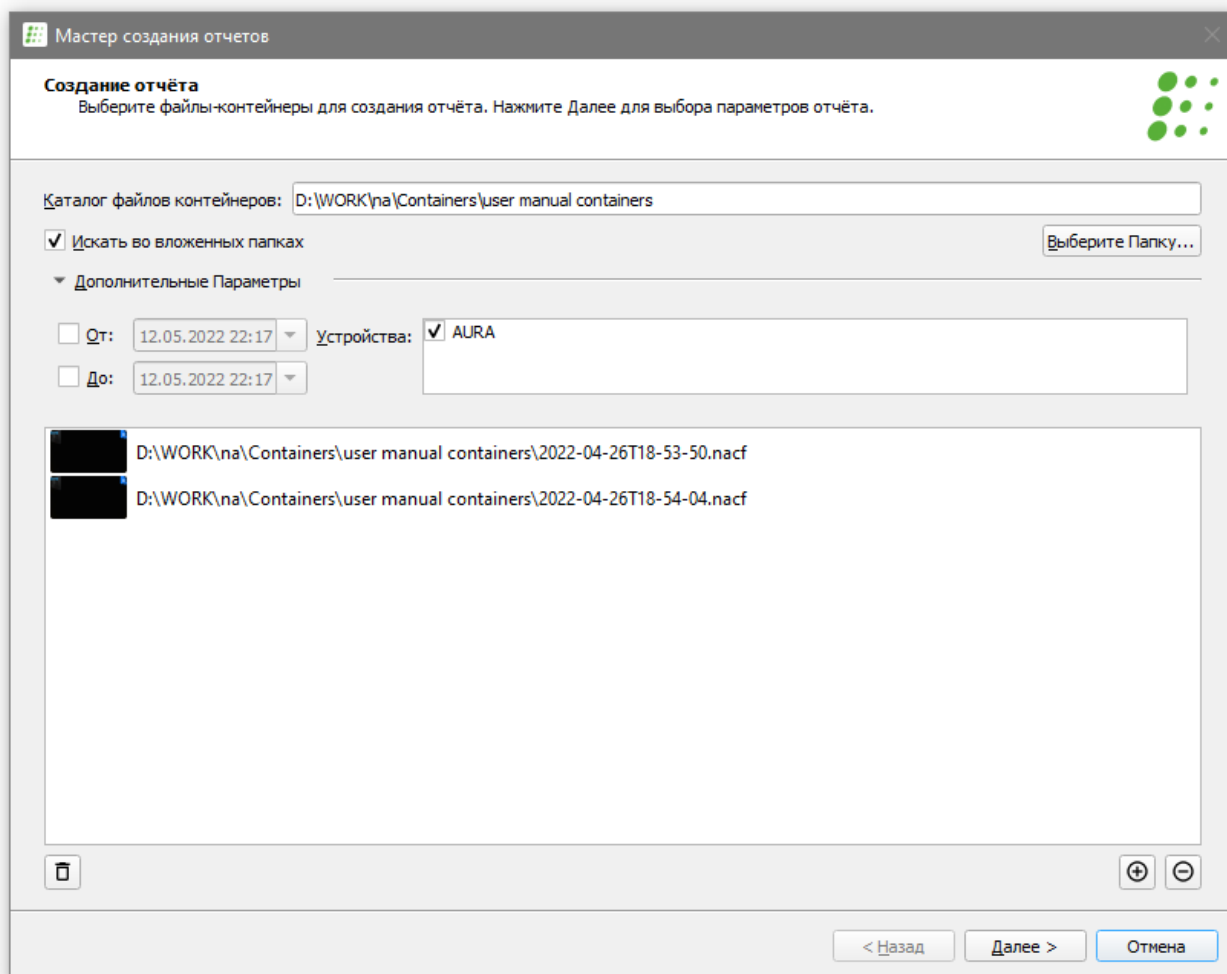 Мастер создания отчетов
Создание отчёта
Выберите файлы-контейнеры для создания отчёта. Нажмите Далее для выбора параметров отчёта.
Каталог файлов контейнеров: D:\WORK\na\Containers\user manual containers
Искать во вложенных папках
Выберите Папку...
Дополнительные Параметры
От: 12.05.2022 22:17 Устройства: AURA
До: 12.05.2022 22:17
D:\WORK\na\Containers\user manual containers\2022-04-26T18-53-50.nacf
D:\WORK\na\Containers\user manual containers\2022-04-26T18-54-04.nacf
< Назад Далее > Отмена